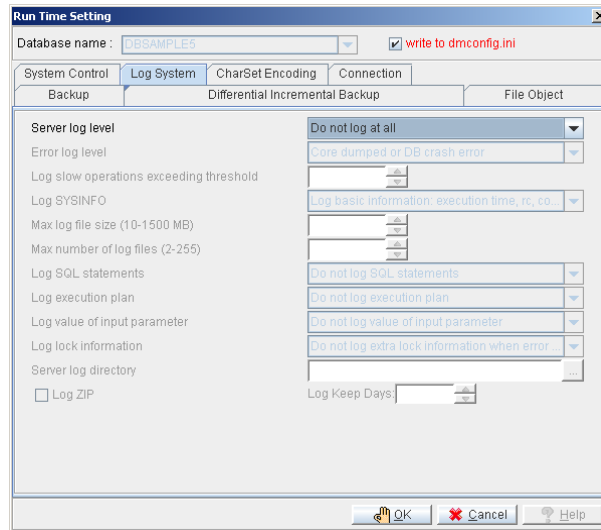 Run Time Setting
Database name : DBSAMPLE5 write to dmconfig.ini
System Control Log System CharSet Encoding Connection
Backup Differential Incremental Backup File Object
Server log level Do not log at all
Error log level Core dumped or DB crash error
Log slow operations exceeding threshold
Log SYSINFO Log basic information: execution time, rc, co...
Max log file size (10-1500 MB)
Max number of log files (2-255)
Log SQL statements Do not log SQL statements
Log execution plan Do not log execution plan
Log value of input parameter Do not log value of input parameter
Log lock information Do not log extra lock information when error ...
Server log directory ...
Log ZIP Log Keep Days:
OK Cancel Help